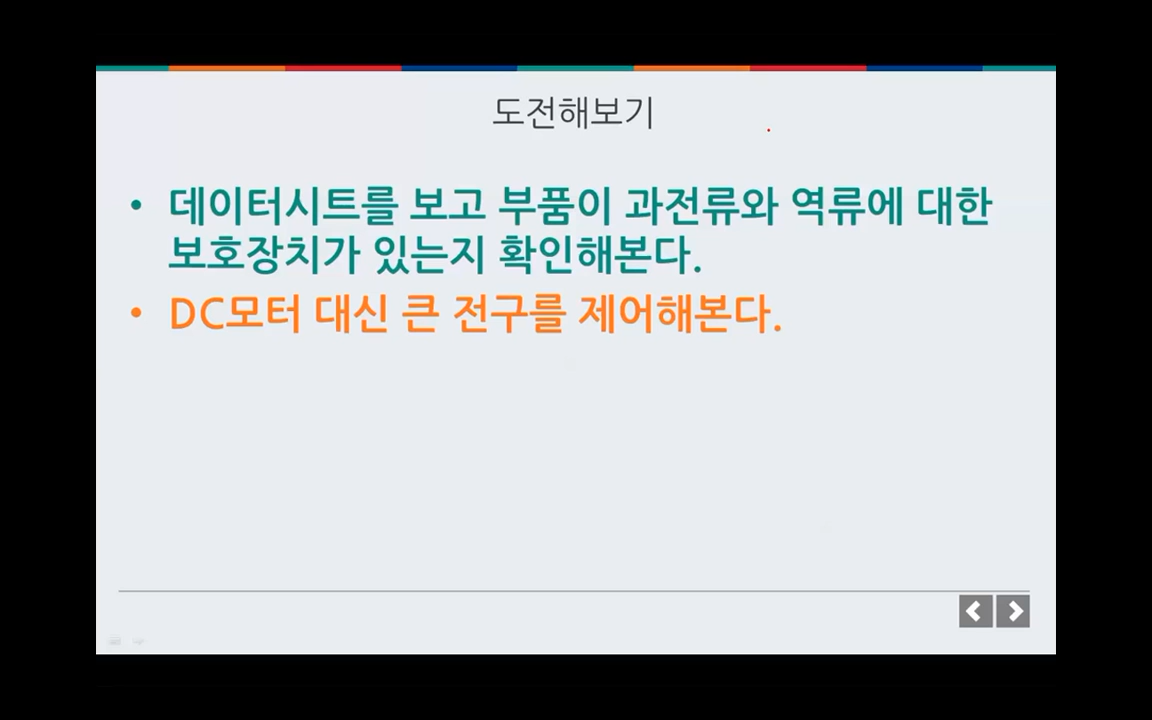 도전해보기
• 데이터시트를 보고 부품이 과전류와 역류에 대한
보호장치가 있는지 확인해본다.
• DC모터 대신 큰 전구를 제어해본다.